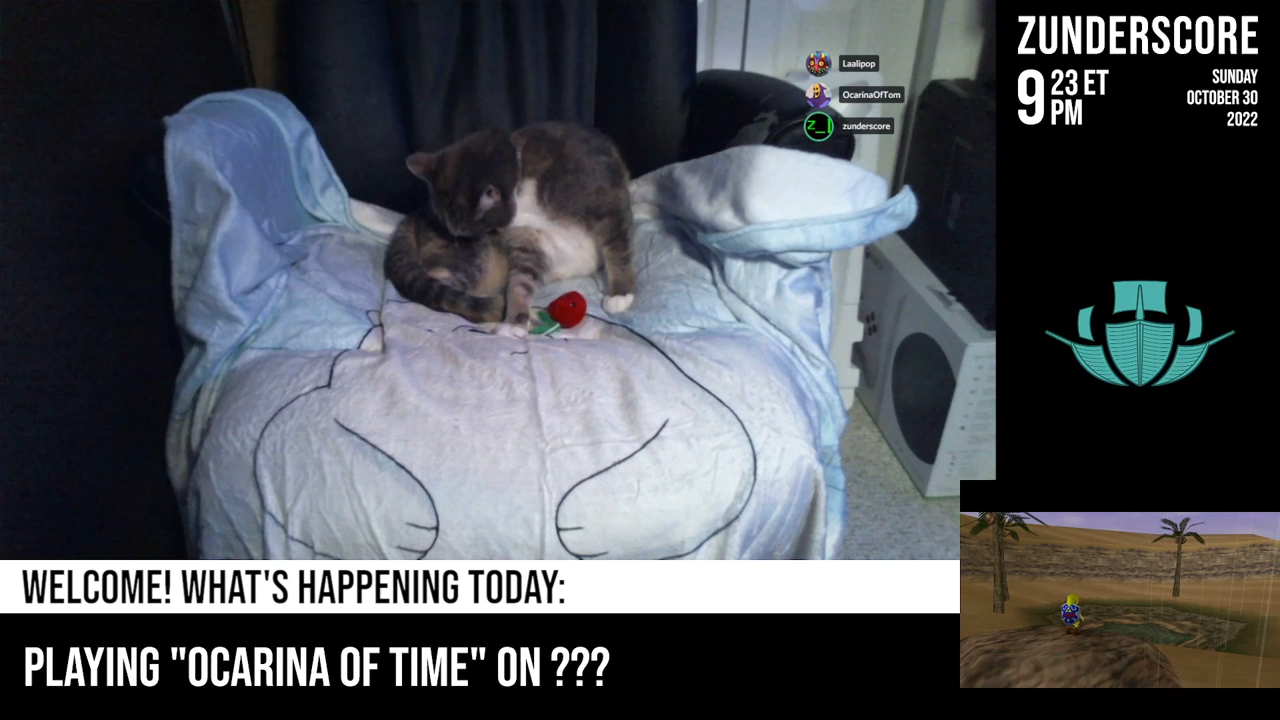 ZUNDERSCORE
9 23 ET
PM
SUNDAY
OCTOBER 30
2022
Laalipop
OcarinaOfTom
z_
zunderscore
WELCOME! WHAT'S HAPPENING TODAY:
PLAYING "OCARINA OF TIME" ON ???